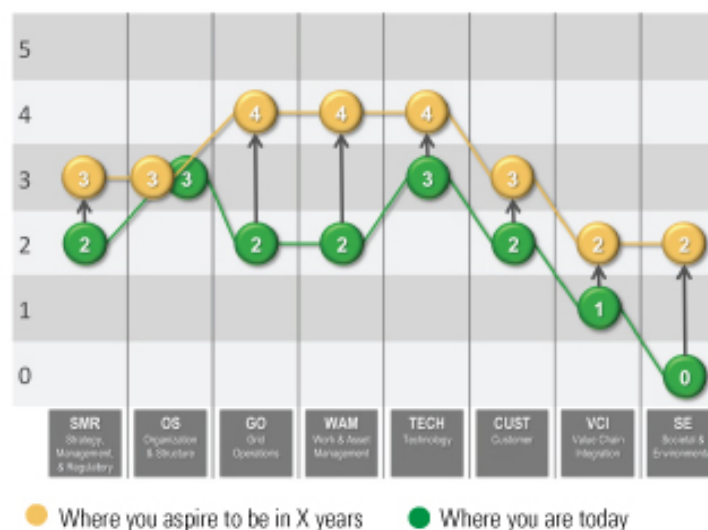 5
4
3
2
1
0
4 4 4
3 3 3 3 3
2 2 2 2 2 2
1
0
SMR
Strategy,
Management,
& Regulatory
OS
Organization
& Structure
GO
Grid
Operations
WAM
Work & Asset
Management
TECH
Technology
CUST
Customer
VCI
Value Chain
Integration
SE
Societal &
Environmental
Where you aspire to be in X years
Where you are today